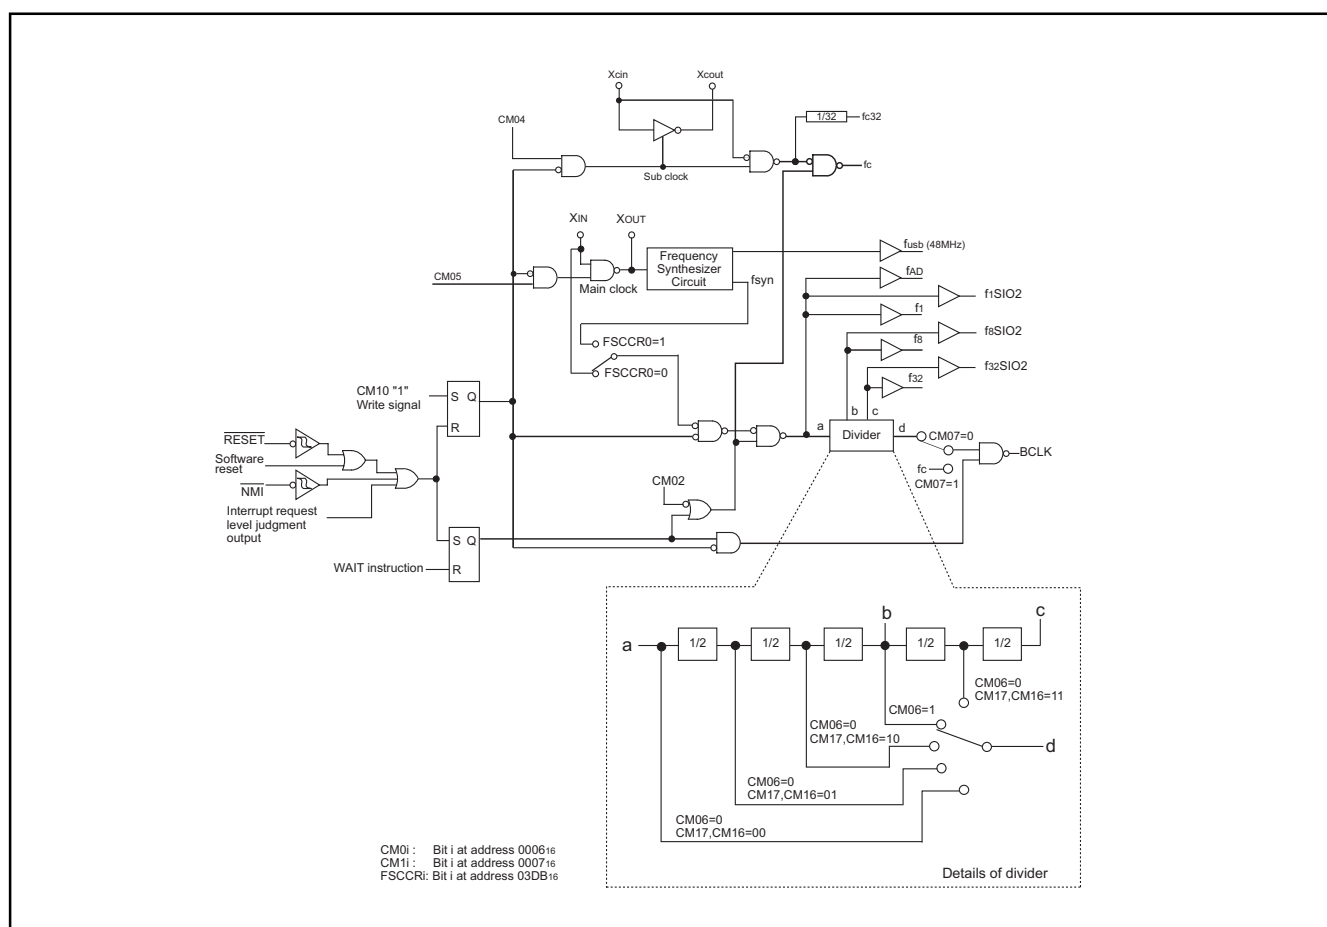 Xcin
Xcout
CM04
1/32
fc32
fc
Sub clock
XIN
XOUT
CM05
Main clock
Frequency
Synthesizer
Circuit
fusb (48MHz)
fsyn
fAD
f1SIO2
f1
FSCCR0=1
f8SIO2
f8
FSCCR0=0
f32SIO2
f32
CM10 "1"
Write signal
S Q
R
b c
a
Divider
d
CM07=0
BCLK
fc
CM07=1
RESET
Software
reset
NMI
CM02
Interrupt request
level judgment
output
S Q
R
WAIT instruction
b
c
a
1/2
1/2
1/2
1/2
1/2
CM06=0
CM17,CM16=11
CM06=1
CM06=0
CM17,CM16=10
d
CM06=0
CM17,CM16=01
CM06=0
CM17,CM16=00
CM0i : Bit i at address 000616
CM1i : Bit i at address 000716
FSCCRi: Bit i at address 03DB16
Details of divider